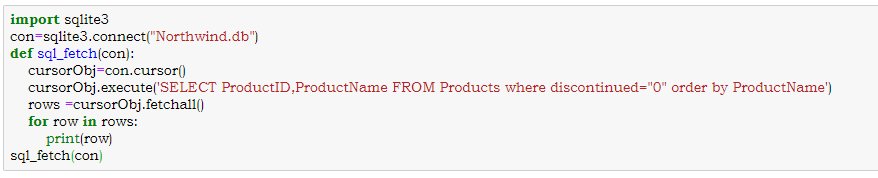 import sqlite3
con=sqlite3.connect("Northwind.db")
def sql_fetch(con):
    cursorObj=con.cursor()
    cursorObj.execute('SELECT ProductID,ProductName FROM Products where discontinued="0" order by ProductName')
    rows =cursorObj.fetchall()
    for row in rows:
        print(row)
sql_fetch(con)